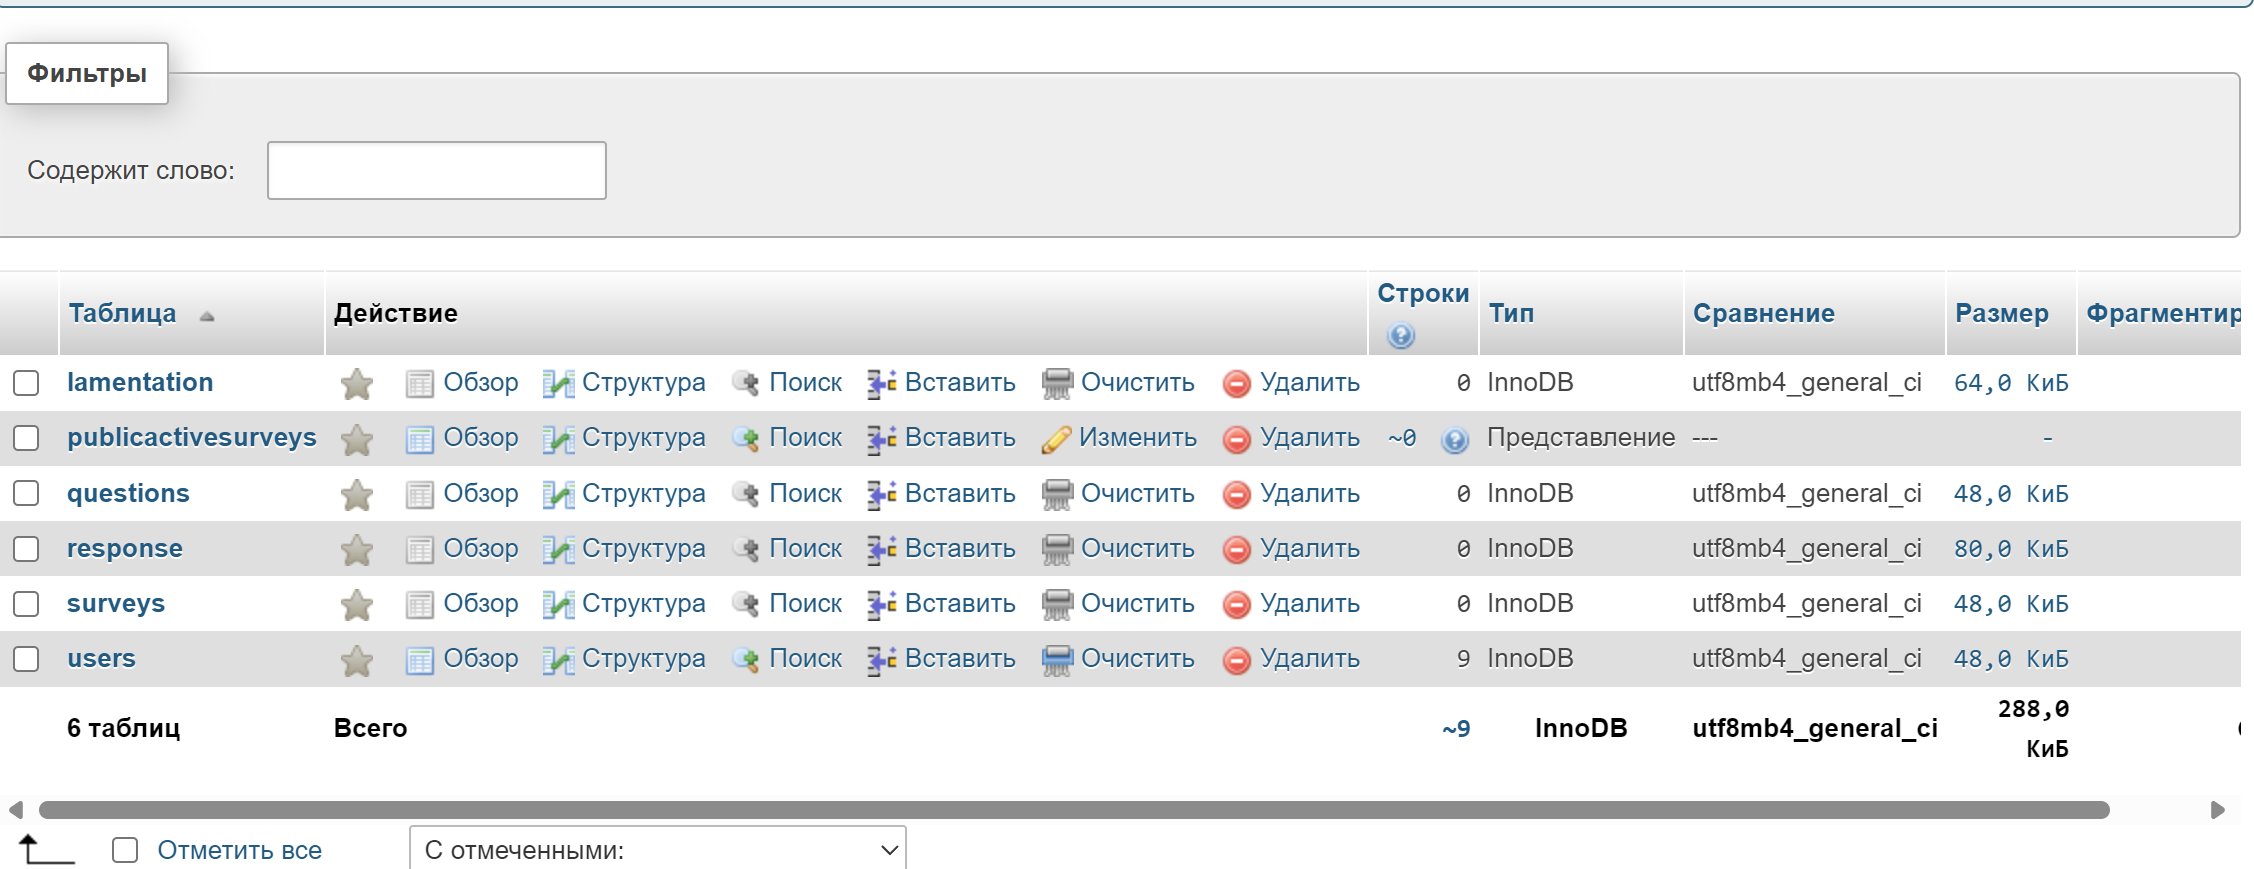 Фильтры
Содержит слово:
Таблица Действие Строки Тип Сравнение Размер Фрагментир
lamentation Обзор Структура Поиск Вставить Очистить Удалить 0 InnoDB utf8mb4_general_ci 64,0 КиБ
publicactivesurveys Обзор Структура Поиск Вставить Изменить Удалить ~0 Представление --- -
questions Обзор Структура Поиск Вставить Очистить Удалить 0 InnoDB utf8mb4_general_ci 48,0 КиБ
response Обзор Структура Поиск Вставить Очистить Удалить 0 InnoDB utf8mb4_general_ci 80,0 КиБ
surveys Обзор Структура Поиск Вставить Очистить Удалить 0 InnoDB utf8mb4_general_ci 48,0 КиБ
users Обзор Структура Поиск Вставить Очистить Удалить 9 InnoDB utf8mb4_general_ci 48,0 КиБ
6 таблиц Всего ~9 InnoDB utf8mb4_general_ci 288,0 КиБ
Отметить все С отмеченными: